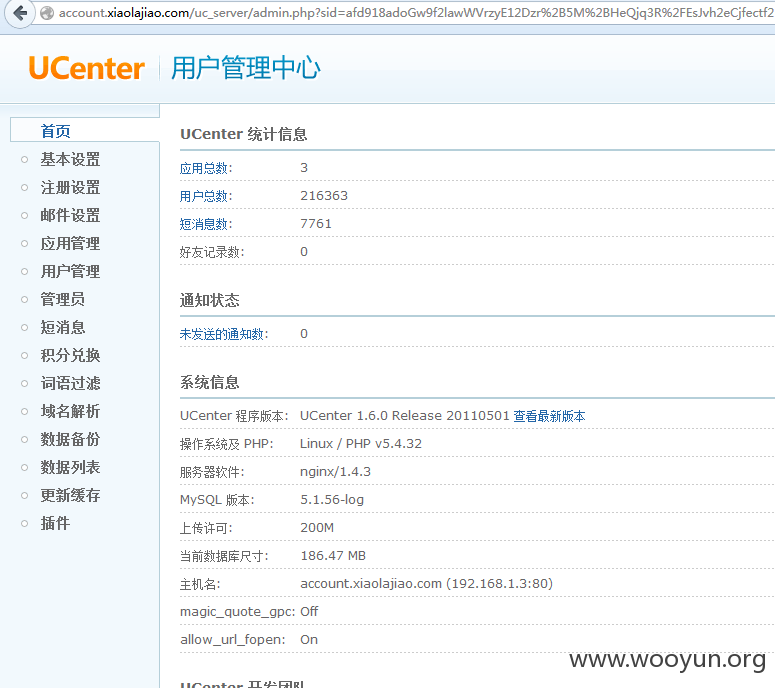 account.xiaolajiao.com/uc_server/admin.php?sid=afd918adoGw9f2lawWVrzyE12Dzr%2B5M%2BHeQjq3R%2FEsJvh2eCjfectf2
UCenter 用户管理中心
首页
基本设置
注册设置
邮件设置
应用管理
用户管理
管理员
短消息
积分兑换
词语过滤
域名解析
数据备份
数据列表
更新缓存
插件
UCenter 统计信息
应用总数: 3
用户总数: 216363
短消息数: 7761
好友记录数: 0
通知状态
未发送的通知数: 0
系统信息
UCenter 程序版本: UCenter 1.6.0 Release 20110501 查看最新版本
操作系统及 PHP: Linux / PHP v5.4.32
服务器软件: nginx/1.4.3
MySQL 版本: 5.1.56-log
上传许可: 200M
当前数据库尺寸: 186.47 MB
主机名: account.xiaolajiao.com (192.168.1.3:80)
magic_quote_gpc: Off
allow_url_fopen: On
UCenter 开发团队
www.wooyun.org